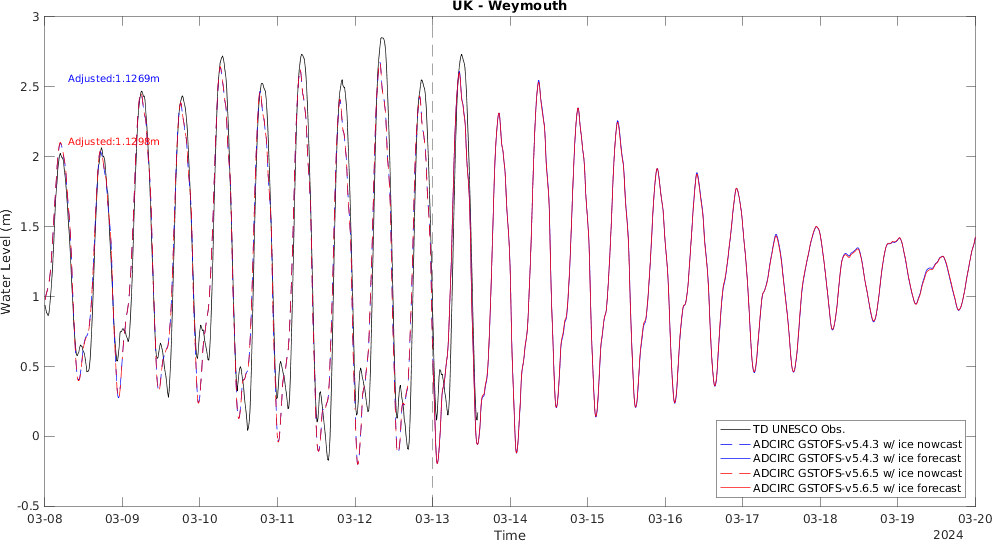 UK - Weymouth
3
2.5
2
1.5
1
0.5
0
-0.5
Water Level (m)
Adjusted:1.1269m
Adjusted:1.1298m
TD UNESCO Obs.
ADCIRC GSTOFS-v5.4.3 w/ ice nowcast
ADCIRC GSTOFS-v5.4.3 w/ ice forecast
ADCIRC GSTOFS-v5.6.5 w/ ice nowcast
ADCIRC GSTOFS-v5.6.5 w/ ice forecast
03-08 03-09 03-10 03-11 03-12 03-13 03-14 03-15 03-16 03-17 03-18 03-19 03-20
Time
2024